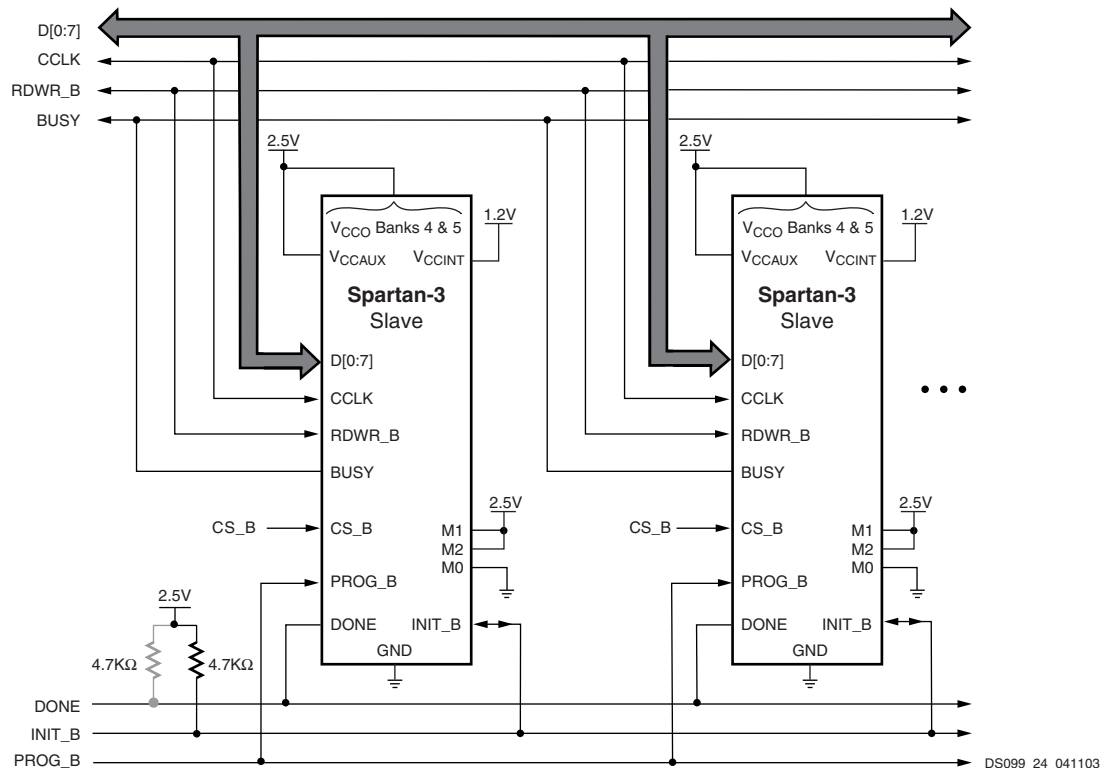 D[0:7]
CCLK
RDWR_B
BUSY
2.5V
2.5V
1.2V
1.2V
VCCO Banks 4 & 5
VCCAUX VCCINT
Spartan-3
Slave
D[0:7]
CCLK
RDWR_B
BUSY
CS_B
CS_B
2.5V
M1
M2
M0
PROG_B
DONE
INIT_B
GND
VCCO Banks 4 & 5
VCCAUX VCCINT
Spartan-3
Slave
D[0:7]
CCLK
RDWR_B
BUSY
CS_B
CS_B
2.5V
M1
M2
M0
PROG_B
DONE
INIT_B
GND
2.5V
4.7KΩ
4.7KΩ
DONE
INIT_B
PROG_B
DS099_24_041103